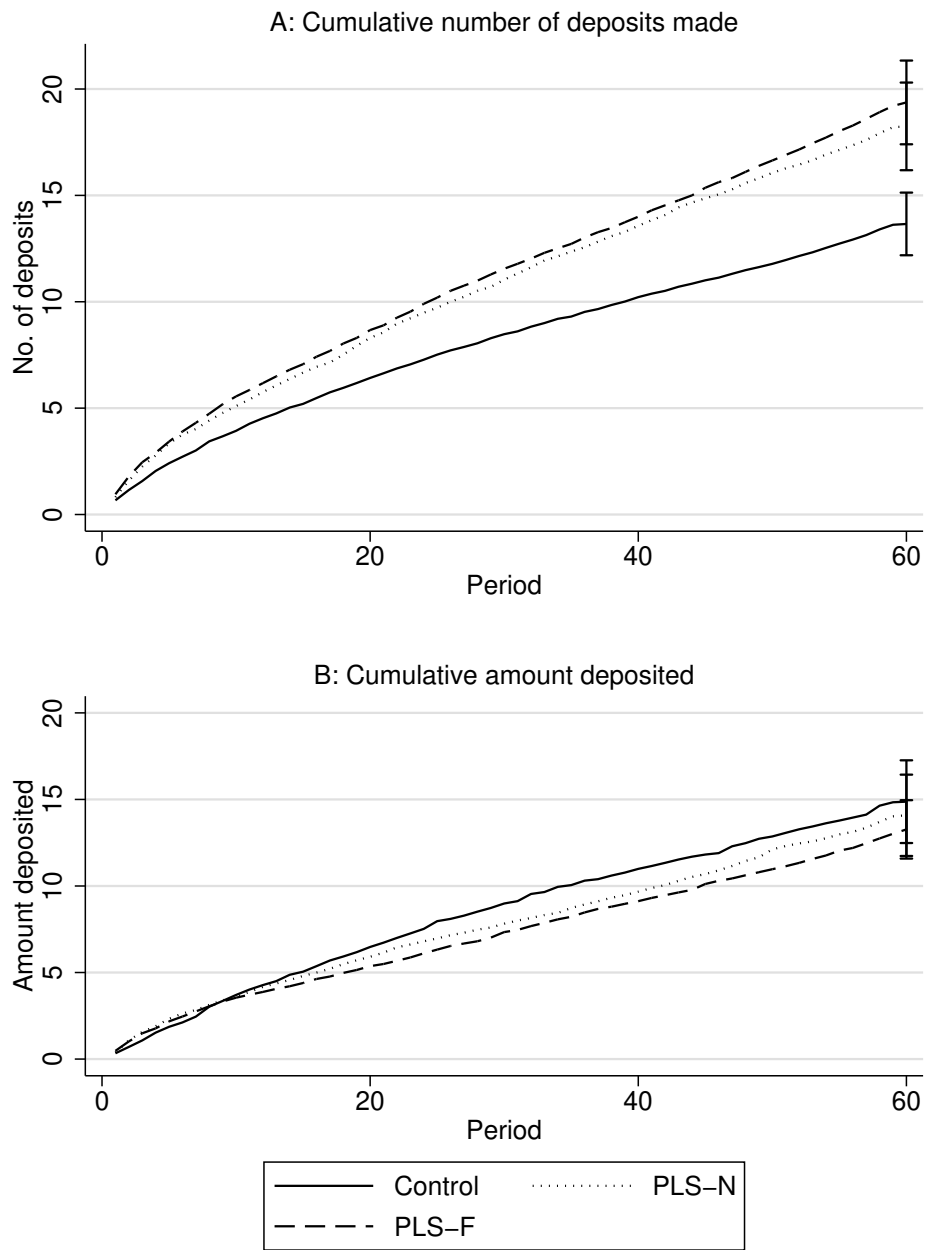 A: Cumulative number of deposits made
No. of deposits
20
15
10
5
0
0 20 40 60
Period
B: Cumulative amount deposited
Amount deposited
20
15
10
5
0
0 20 40 60
Period
Control PLS−N
PLS−F